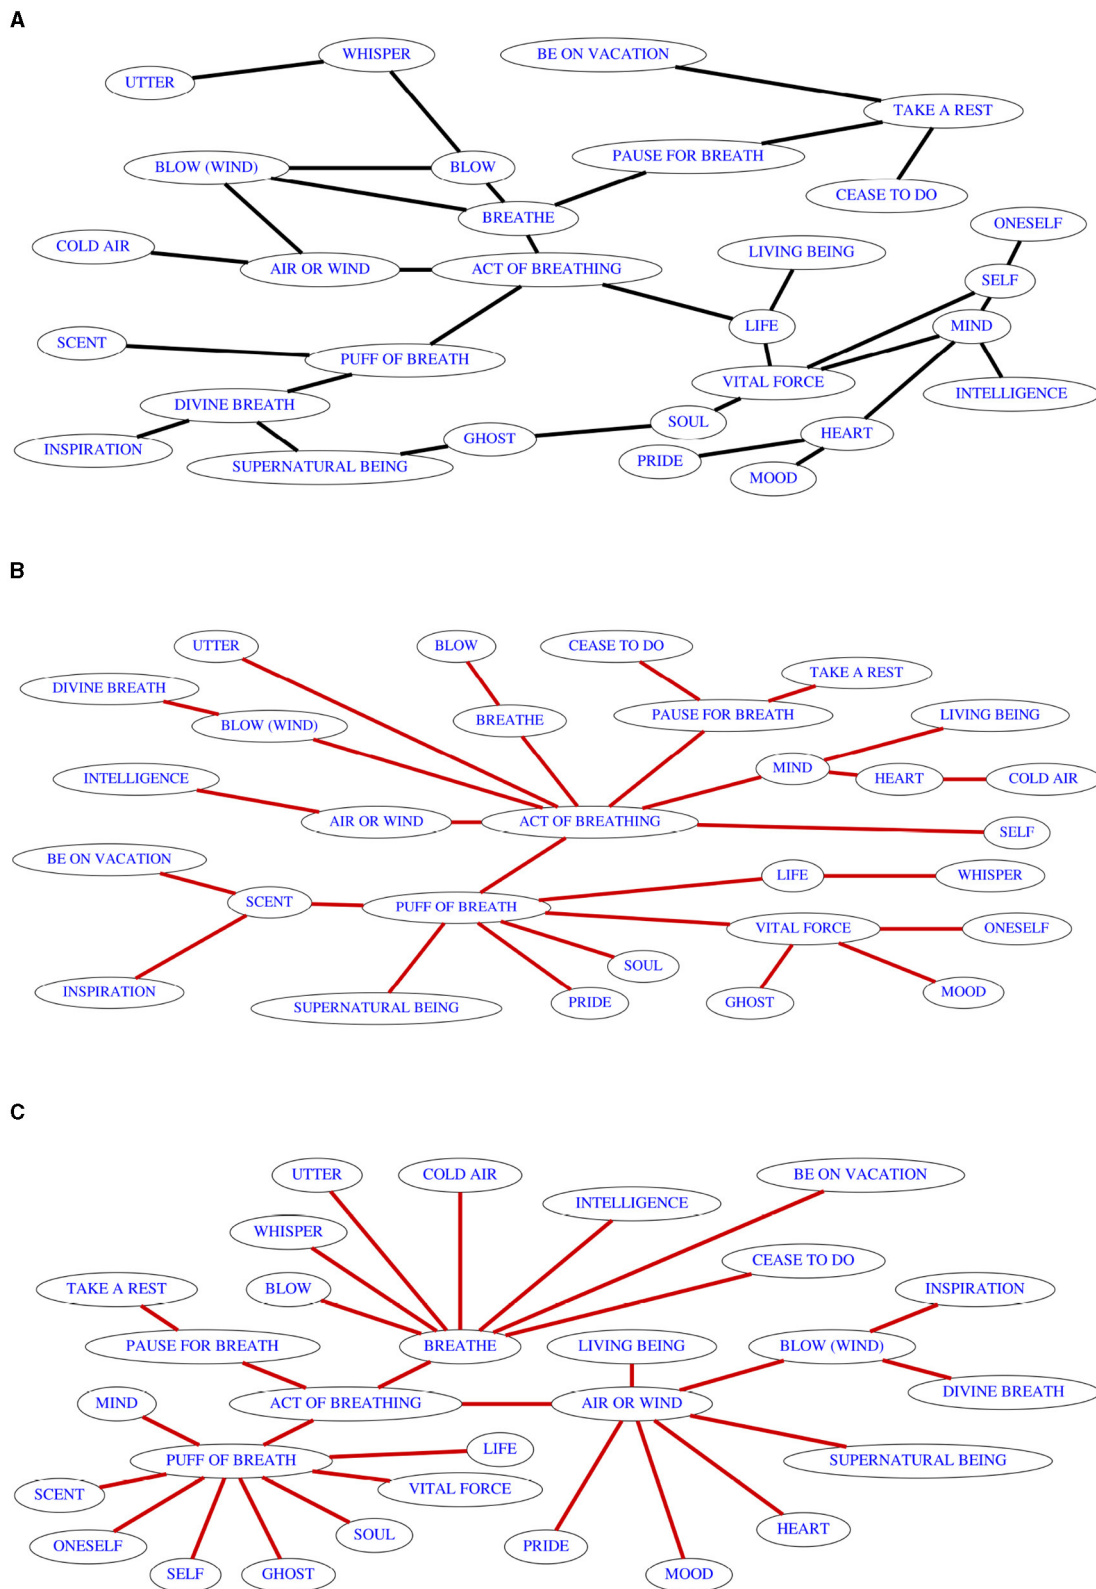 A
WHISPER
BE ON VACATION
UTTER
TAKE A REST
BLOW (WIND)
BLOW
PAUSE FOR BREATH
CEASE TO DO
BREATHE
ONESELF
COLD AIR
LIVING BEING
AIR OR WIND
ACT OF BREATHING
SELF
LIFE
MIND
SCENT
PUFF OF BREATH
VITAL FORCE
INTELLIGENCE
DIVINE BREATH
SOUL
HEART
INSPIRATION
GHOST
SUPERNATURAL BEING
PRIDE
MOOD
B
UTTER
BLOW
CEASE TO DO
TAKE A REST
DIVINE BREATH
BLOW (WIND)
BREATHE
PAUSE FOR BREATH
LIVING BEING
MIND
INTELLIGENCE
HEART
COLD AIR
AIR OR WIND
ACT OF BREATHING
SELF
BE ON VACATION
LIFE
WHISPER
SCENT
PUFF OF BREATH
VITAL FORCE
ONESELF
SOUL
INSPIRATION
SUPERNATURAL BEING
PRIDE
GHOST
MOOD
C
UTTER
COLD AIR
BE ON VACATION
INTELLIGENCE
WHISPER
CEASE TO DO
TAKE A REST
BLOW
INSPIRATION
PAUSE FOR BREATH
BREATHE
LIVING BEING
BLOW (WIND)
DIVINE BREATH
MIND
ACT OF BREATHING
AIR OR WIND
LIFE
PUFF OF BREATH
SUPERNATURAL BEING
SCENT
VITAL FORCE
SOUL
HEART
ONESELF
PRIDE
SELF
GHOST
MOOD